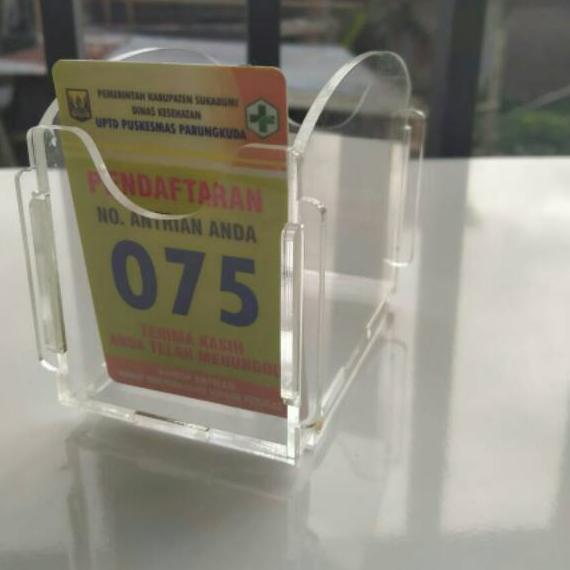 PEMERINTAH KABUPATEN SUKABUMI
DINAS KESEHATAN
UPTD PUSKESMAS PARUNGKUDA
PENDAFTARAN
NO. ANTRIAN ANDA
075
TERIMA KASIH
ANDA TELAH MENUNGGU